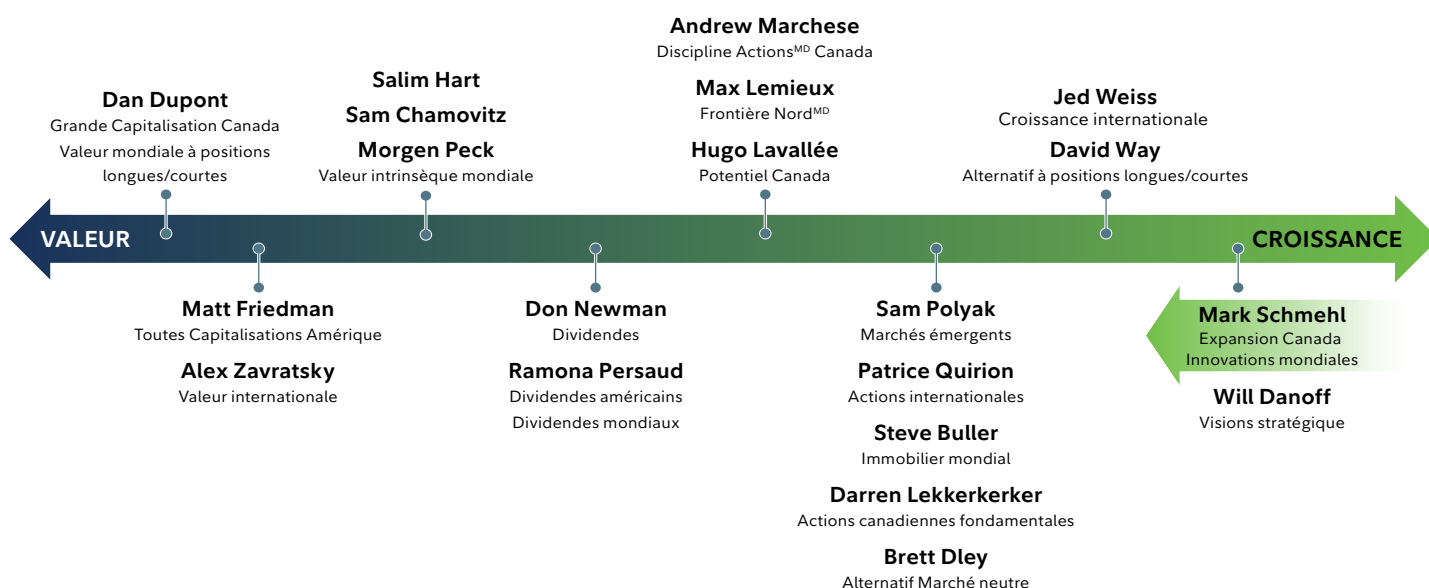 Andrew Marchese
Discipline Actionsᴹᴰ Canada
Max Lemieux
Frontière Nordᴹᴰ
Hugo Lavallée
Potentiel Canada
Dan Dupont
Grande Capitalisation Canada
Valeur mondiale à positions
longues/courtes
Salim Hart
Sam Chamovitz
Morgen Peck
Valeur intrinsèque mondiale
Jed Weiss
Croissance internationale
David Way
Alternatif à positions longues/courtes
VALEUR
CROISSANCE
Matt Friedman
Toutes Capitalisations Amérique
Alex Zavratsky
Valeur internationale
Don Newman
Dividendes
Ramona Persaud
Dividendes américains
Dividendes mondiaux
Sam Polyak
Marchés émergents
Patrice Quirion
Actions internationales
Steve Buller
Immobilier mondial
Darren Lekkerkerker
Actions canadiennes fondamentales
Brett Dley
Alternatif Marché neutre
Mark Schmehl
Expansion Canada
Innovations mondiales
Will Danoff
Visions stratégique